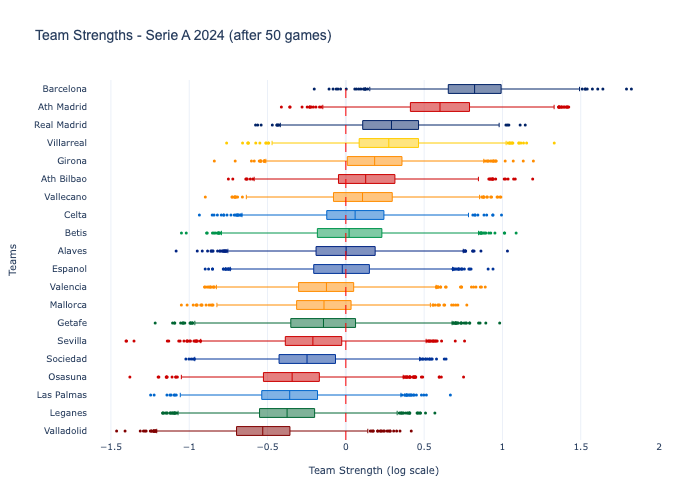 Team Strengths - Serie A 2024 (after 50 games)
Barcelona
Ath Madrid
Real Madrid
Villarreal
Girona
Ath Bilbao
Vallecano
Celta
Betis
Alaves
Espanol
Valencia
Mallorca
Getafe
Sevilla
Sociedad
Osasuna
Las Palmas
Leganes
Valladolid
Teams
−1.5 −1 −0.5 0 0.5 1 1.5 2
Team Strength (log scale)